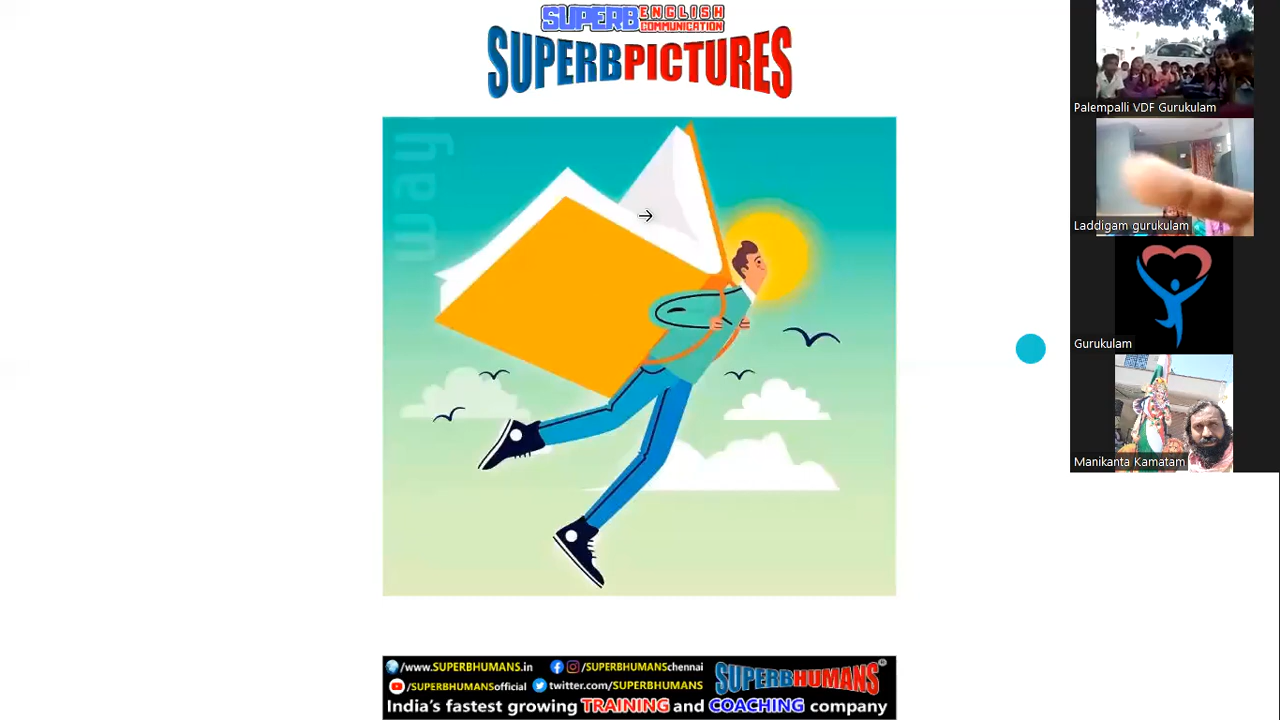 SUPERB ENGLISH COMMUNICATION
SUPERBPICTURES
way
Palempalli VDF Gurukulam
Laddigam gurukulam
Gurukulam
Manikanta Kamatam
/www.SUPERBHUMANS.in /SUPERBHUMANSchennai
/SUPERBHUMANSofficial twitter.com/SUPERBHUMANS
SUPERBHUMANS®
India's fastest growing TRAINING and COACHING company